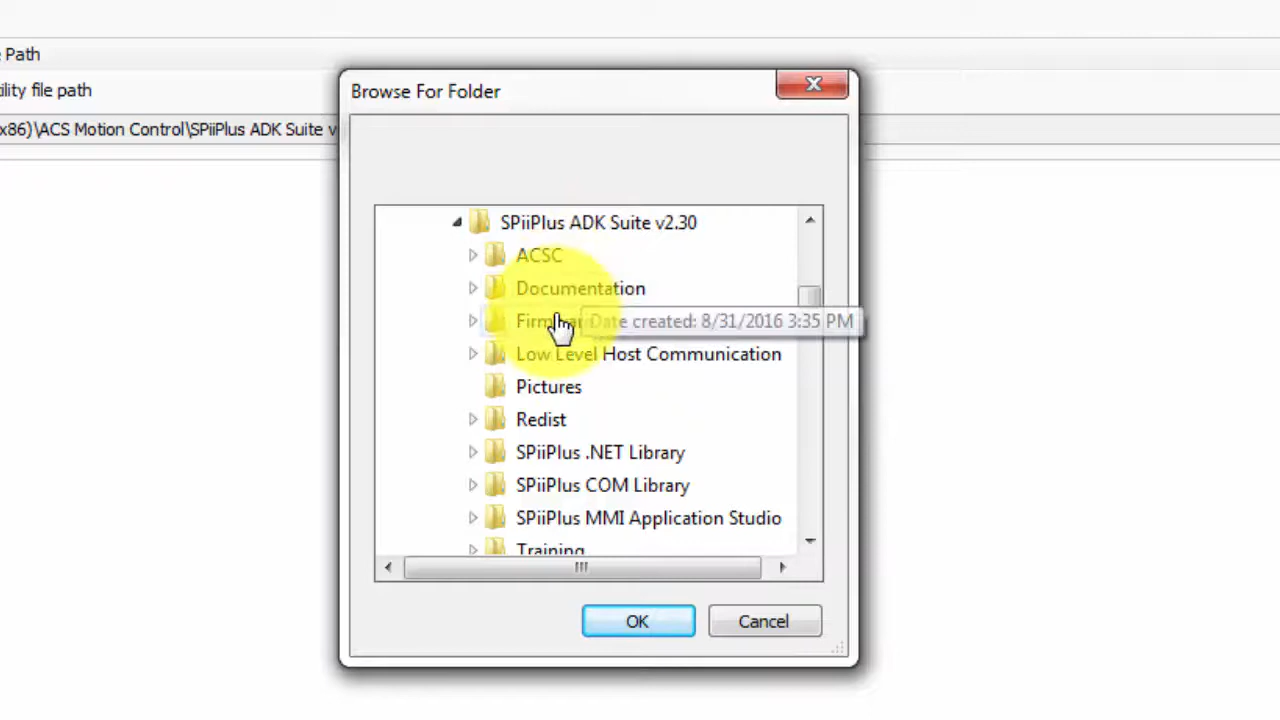 Path
Browse For Folder
ility file path
x86)\ACS Motion Control\SPiiPlus ADK Suite v
SPiiPlus ADK Suite v2.30
ACSC
Documentation
Date created: 8/31/2016 3:35 PM
Low Level Host Communication
Pictures
Redist
SPiiPlus .NET Library
SPiiPlus COM Library
SPiiPlus MMI Application Studio
Training
OK Cancel